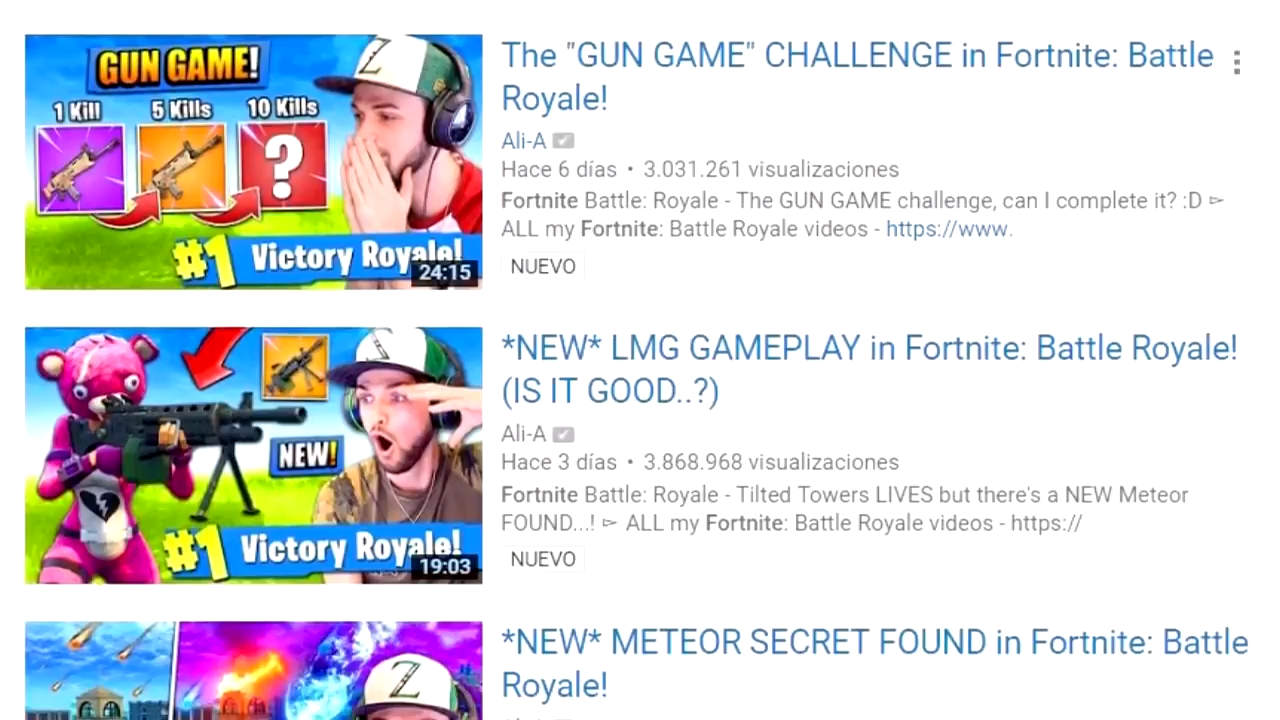 GUN GAME!
1 Kill 5 Kills 10 Kills
?
#1 Victory Royale!
24:15
The "GUN GAME" CHALLENGE in Fortnite: Battle
Royale!
Ali-A
Hace 6 días • 3.031.261 visualizaciones
Fortnite Battle: Royale - The GUN GAME challenge, can I complete it? :D ▻
ALL my Fortnite: Battle Royale videos - https://www.
NUEVO
NEW!
#1 Victory Royale!
19:03
*NEW* LMG GAMEPLAY in Fortnite: Battle Royale!
(IS IT GOOD..?)
Ali-A
Hace 3 días • 3.868.968 visualizaciones
Fortnite Battle: Royale - Tilted Towers LIVES but there's a NEW Meteor
FOUND...! ▻ ALL my Fortnite: Battle Royale videos - https://
NUEVO
*NEW* METEOR SECRET FOUND in Fortnite: Battle
Royale!